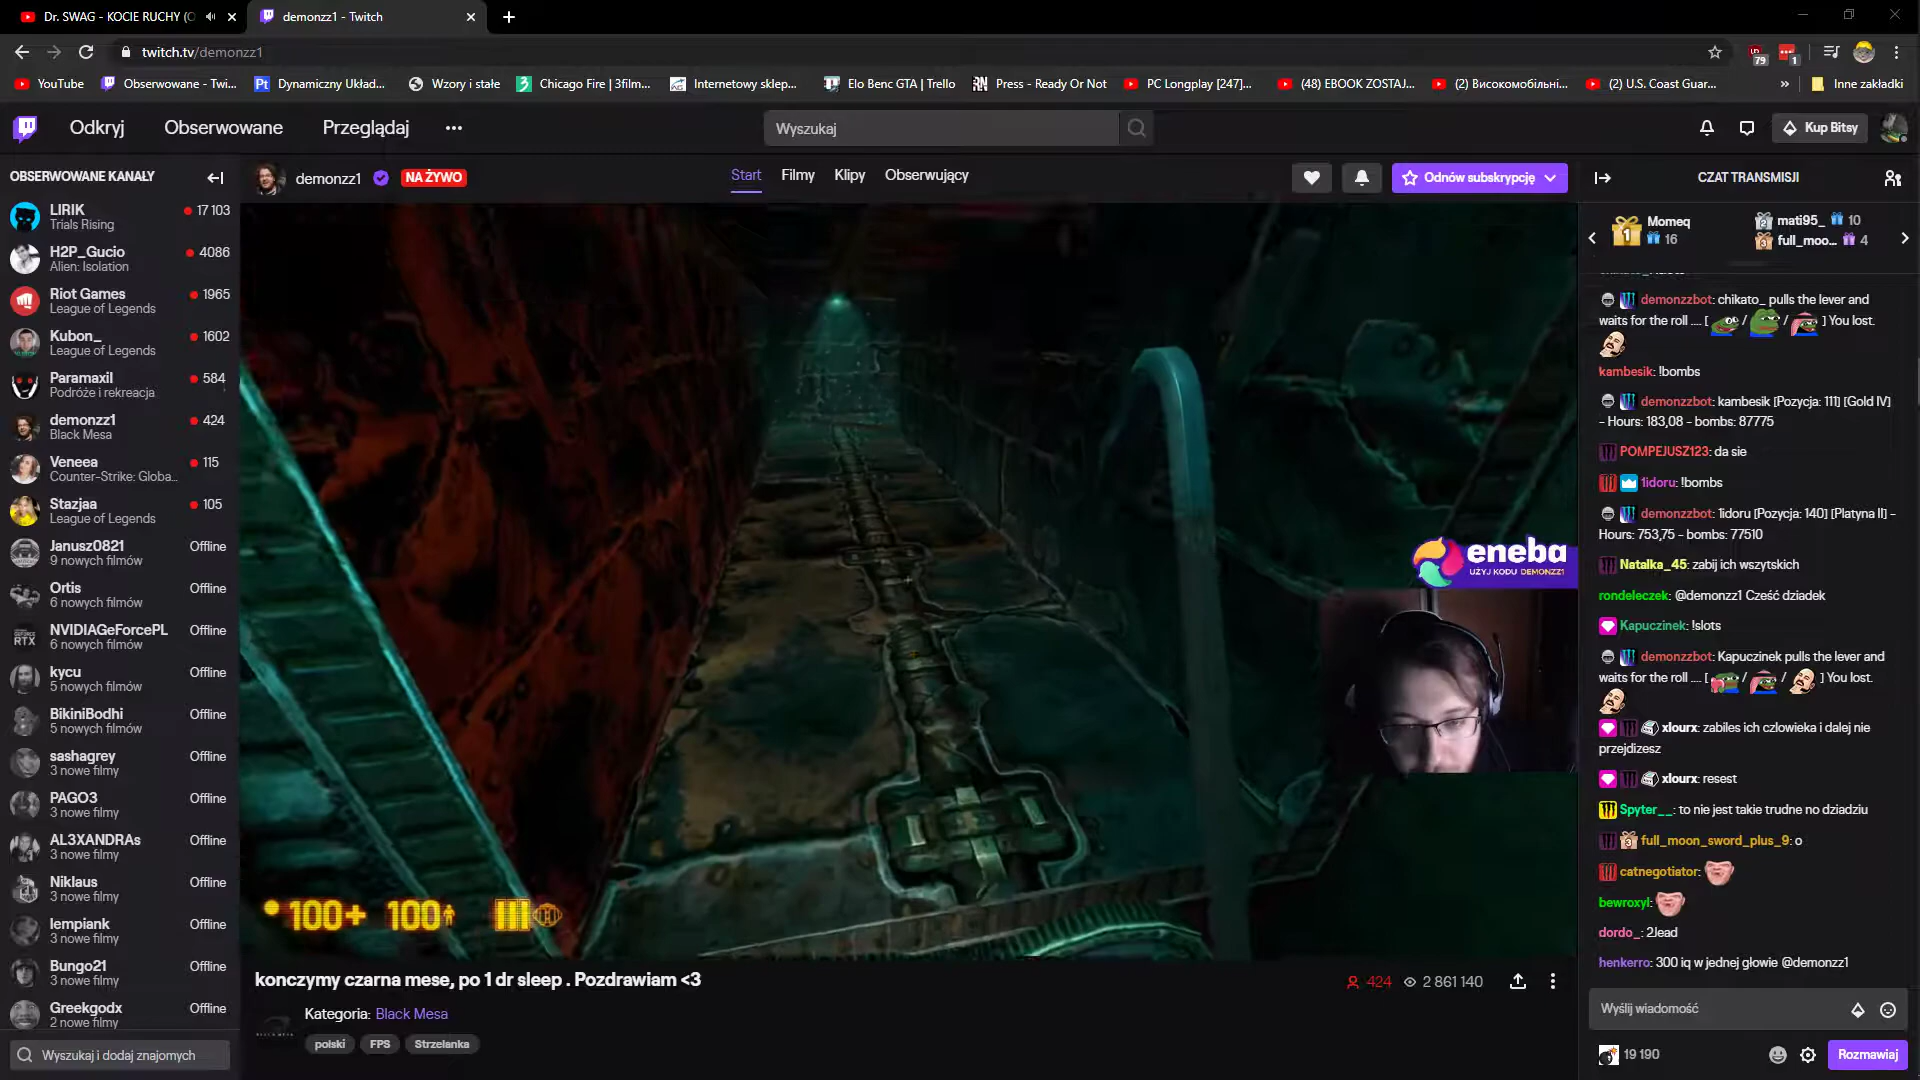 Dr. SWAG - KOCIE RUCHY (O
demonzz1 - Twitch
twitch.tv/demonzz1
79
1
YouTube
Obserwowane - Twi...
Dynamiczny Układ...
Wzory i stałe
Chicago Fire | 3film...
Internetowy sklep...
Elo Benc GTA | Trello
Press - Ready Or Not
PC Longplay [247]...
(48) EBOOK ZOSTAJ...
(2) Високомобільні...
(2) U.S. Coast Guar...
»
Inne zakładki
Odkryj
Obserwowane
Przeglądaj
Wyszukaj
Kup Bitsy
OBSERWOWANE KANAŁY
LIRIK
17 103
Trials Rising
H2P_Gucio
4086
Alien: Isolation
Riot Games
1965
League of Legends
Kubon_
1602
League of Legends
Paramaxil
584
Podróże i rekreacja
demonzz1
424
Black Mesa
Veneea
115
Counter-Strike: Globa...
Stazjaa
105
League of Legends
Janusz0821
Offline
9 nowych filmów
Ortis
Offline
6 nowych filmów
NVIDIAGeForcePL
Offline
6 nowych filmów
kycu
Offline
5 nowych filmów
BikiniBodhi
Offline
5 nowych filmów
sashagrey
Offline
3 nowe filmy
PAGO3
Offline
3 nowe filmy
AL3XANDRAs
Offline
3 nowe filmy
Niklaus
Offline
3 nowe filmy
lempiank
Offline
3 nowe filmy
Bungo21
Offline
3 nowe filmy
Greekgodx
Offline
2 nowe filmy
Wyszukaj i dodaj znajomych
demonzz1
NA ŻYWO
Start
Filmy
Klipy
Obserwujący
Odnów subskrypcję
eneba
UŻYJ KODU DEMONZZ1
100+
100
konczymy czarna mese, po 1 dr sleep . Pozdrawiam <3
424
2 861 140
Kategoria: Black Mesa
polski
FPS
Strzelanka
CZAT TRANSMISJI
1
Momeq
16
mati95_
10
full_moo...
4
demonzzbot: chikato_ pulls the lever and
waits for the roll .... [ / / ] You lost.
kambesik: !bombs
demonzzbot: kambesik [Pozycja: 111] [Gold IV]
- Hours: 183,08 - bombs: 87775
POMPEJUSZ123: da sie
1idoru: !bombs
demonzzbot: 1idoru [Pozycja: 140] [Platyna II] -
Hours: 753,75 - bombs: 77510
Natalka_45: zabij ich wszytskich
rondeleczek: @demonzz1 Cześć dziadek
Kapuczinek: !slots
demonzzbot: Kapuczinek pulls the lever and
waits for the roll .... [ / / ] You lost.
xlourx: zabiles ich czlowieka i dalej nie
przejdziesz
xlourx: resest
Spyter__: to nie jest takie trudne no dziadziu
full_moon_sword_plus_9: o
catnegotiator:
bewroxyl:
dordo_: 2Jead
henkerro: 300 iq w jednej głowie @demonzz1
Wyślij wiadomość
19 190
Rozmawiaj